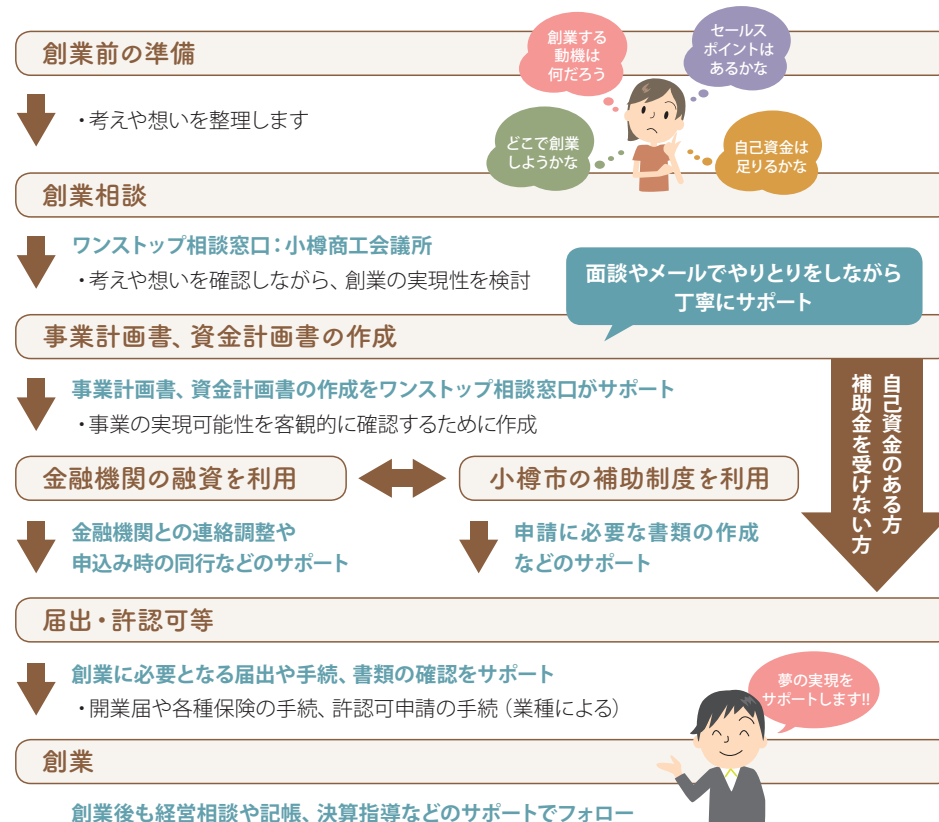 創業前の準備
創業する
動機は
何だろう
セールス
ポイントは
あるかな
・考えや想いを整理します
どこで創業
しようかな
自己資金は
足りるかな
創業相談
ワンストップ相談窓口：小樽商工会議所
・考えや想いを確認しながら、創業の実現性を検討
面談やメールでやりとりをしながら
丁寧にサポート
事業計画書、資金計画書の作成
事業計画書、資金計画書の作成をワンストップ相談窓口がサポート
・事業の実現可能性を客観的に確認するために作成
自己資金のある方
補助金を受けない方
金融機関の融資を利用
小樽市の補助制度を利用
金融機関との連絡調整や
申込み時の同行などのサポート
申請に必要な書類の作成
などのサポート
届出・許認可等
創業に必要となる届出や手続、書類の確認をサポート
・開業届や各種保険の手続、許認可申請の手続（業種による）
夢の実現を
サポートします!!
創業
創業後も経営相談や記帳、決算指導などのサポートでフォロー